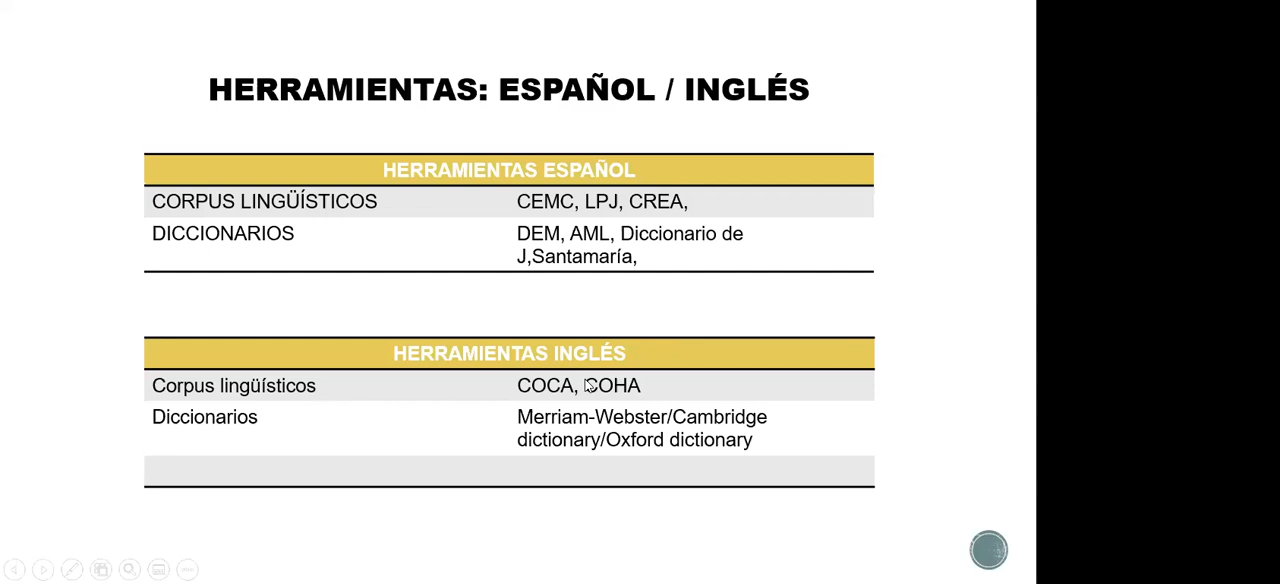 HERRAMIENTAS: ESPAÑOL / INGLÉS
HERRAMIENTAS ESPAÑOL
CORPUS LINGÜÍSTICOS CEMC, LPJ, CREA,
DICCIONARIOS DEM, AML, Diccionario de
J,Santamaría,
HERRAMIENTAS INGLÉS
Corpus lingüísticos COCA, COHA
Diccionarios Merriam-Webster/Cambridge
dictionary/Oxford dictionary